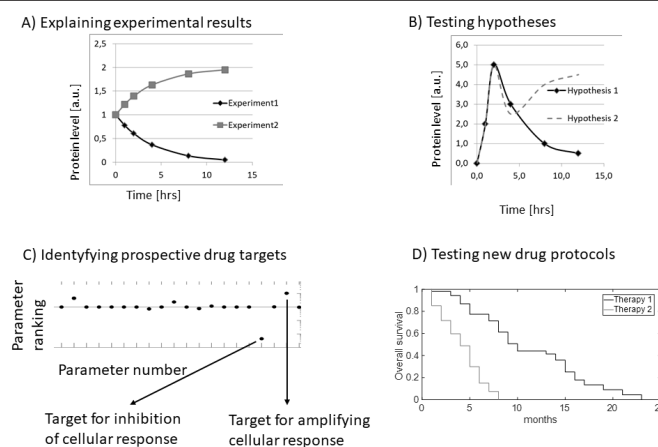 A) Explaining experimental results
2,5
2
1,5
1
0,5
0
0 5 10 15
Protein level [a.u.]
Time [hrs]
Experiment1
Experiment2
B) Testing hypotheses
6,0
5,0
4,0
3,0
2,0
1,0
0,0
0,0 5,0 10,0 15,0
Protein level [a.u.]
Time [hrs]
Hypothesis 1
Hypothesis 2
C) Identyfying prospective drug targets
Parameter
ranking
Parameter number
Target for inhibition
of cellular response
Target for amplifying
cellular response
D) Testing new drug protocols
1
0.8
0.6
0.4
0.2
0
0 5 10 15 20
Overall survival
months
Therapy 1
Therapy 2